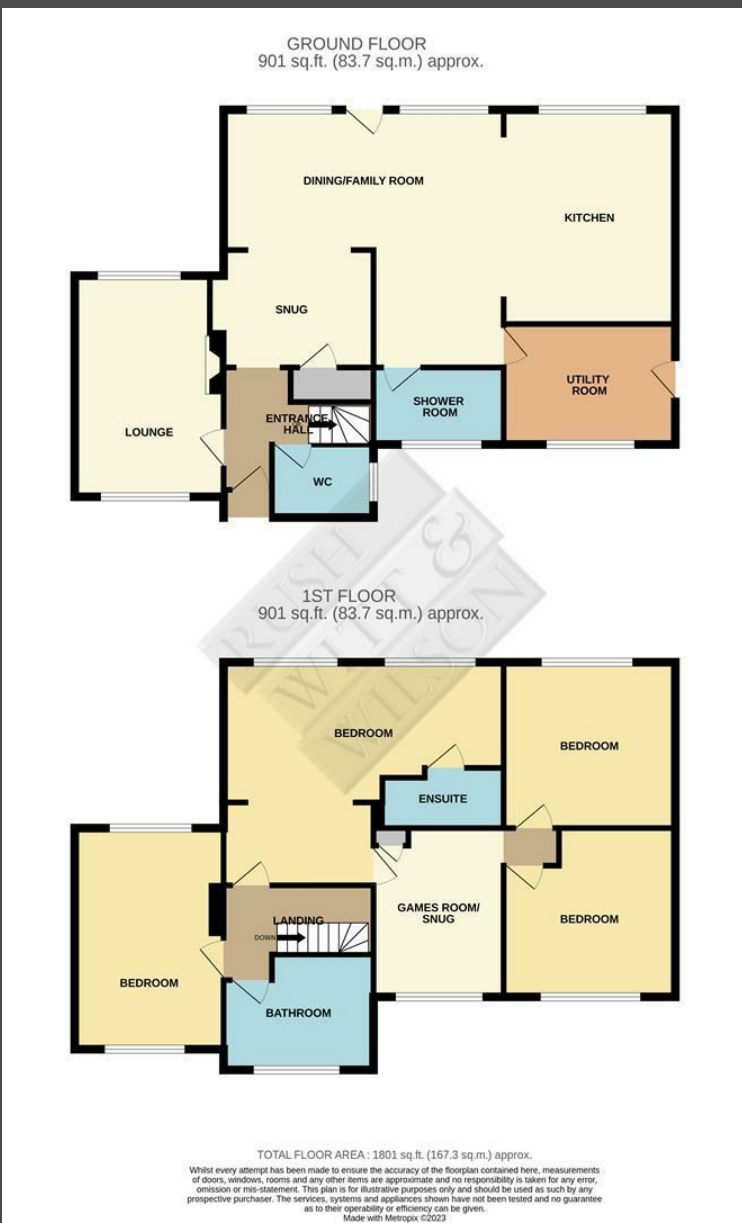 GROUND FLOOR
901 sq.ft. (83.7 sq.m.) approx.
DINING/FAMILY ROOM
KITCHEN
SNUG
UTILITY
ROOM
SHOWER
ROOM
ENTRANCE
HALL
LOUNGE
WC
RUSH
WITT &
WILSON
1ST FLOOR
901 sq.ft. (83.7 sq.m.) approx.
BEDROOM
BEDROOM
ENSUITE
GAMES ROOM/
SNUG
BEDROOM
LANDING
DOWN
BEDROOM
BATHROOM
TOTAL FLOOR AREA : 1801 sq.ft. (167.3 sq.m.) approx.
Whilst every attempt has been made to ensure the accuracy of the floorplan contained here, measurements
of doors, windows, rooms and any other items are approximate and no responsibility is taken for any error,
omission or mis-statement. This plan is for illustrative purposes only and should be used as such by any
prospective purchaser. The services, systems and appliances shown have not been tested and no guarantee
as to their operability or efficiency can be given.
Made with Metropix ©2023